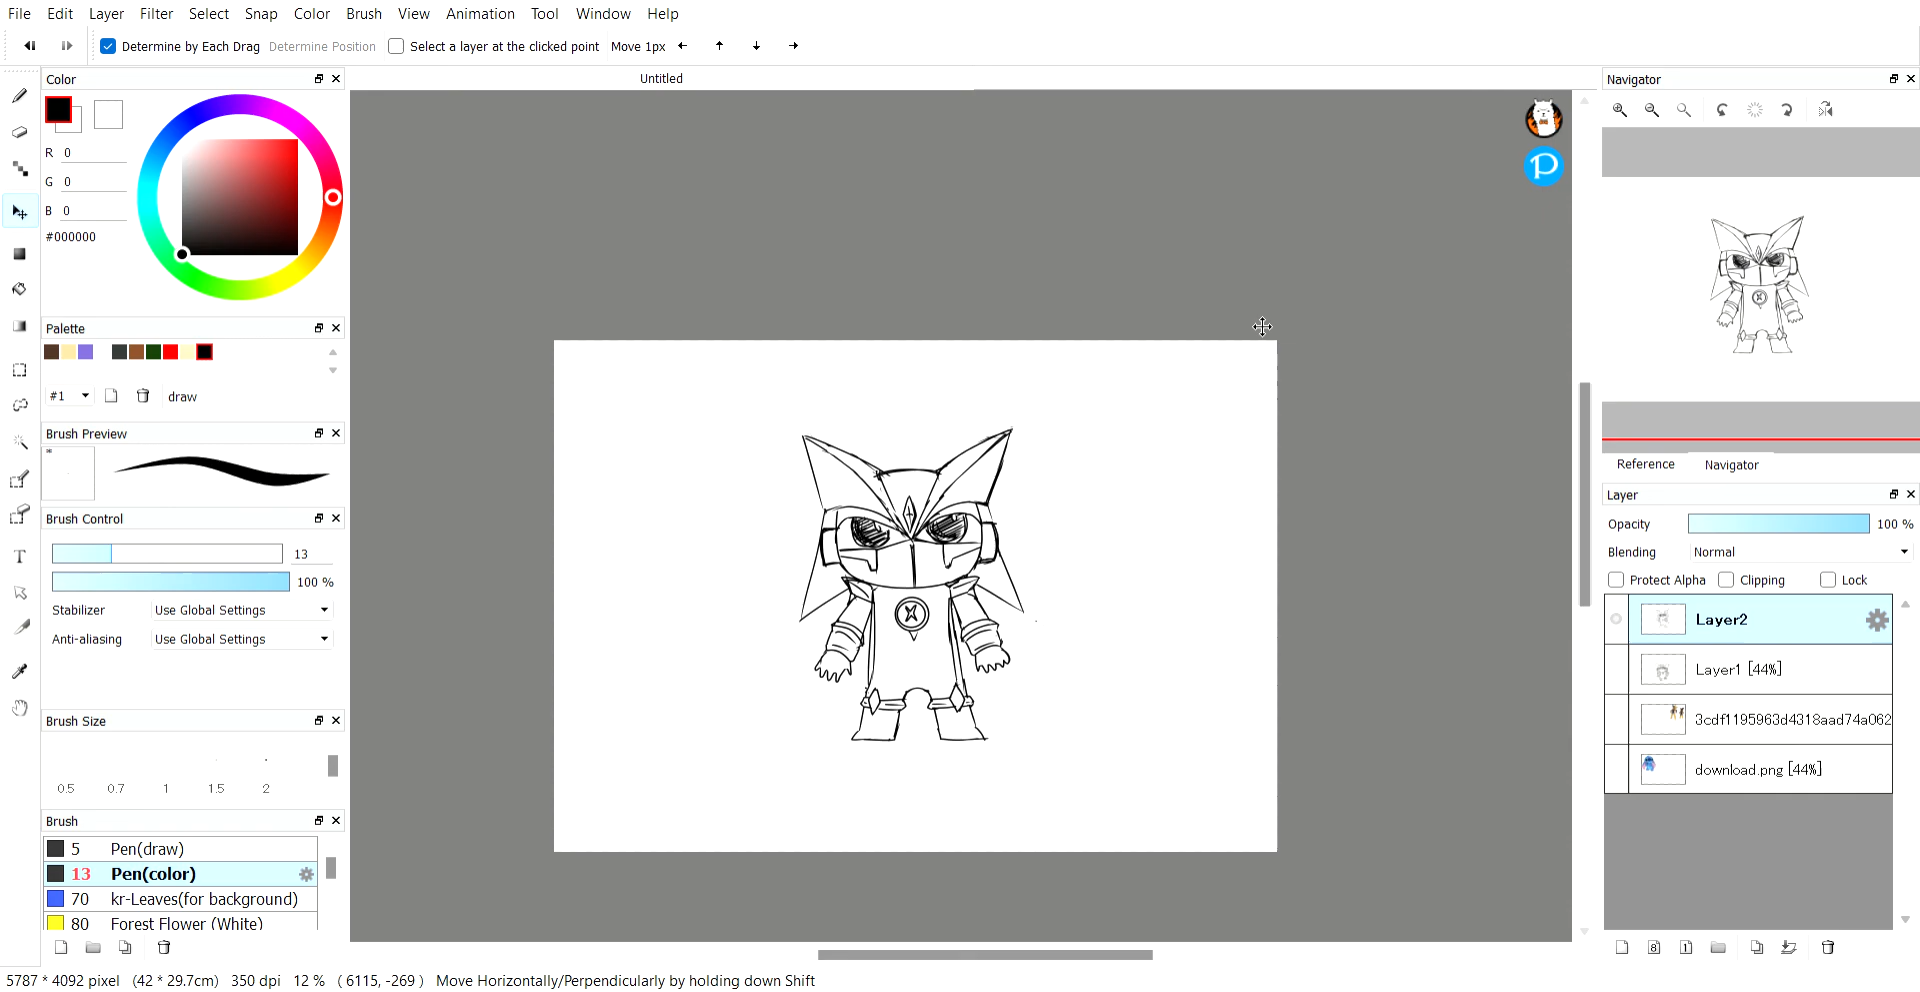 File Edit Layer Filter Select Snap Color Brush View Animation Tool Window Help
Determine by Each Drag Determine Position Select a layer at the clicked point Move 1px
Color
Untitled
Navigator
R 0
G 0
B 0
#000000
Palette
#1 draw
Brush Preview
*
Brush Control
13
100 %
Stabilizer Use Global Settings
Anti-aliasing Use Global Settings
Brush Size
0.5 0.7 1 1.5 2
Brush
5 Pen(draw)
13 Pen(color)
70 kr-Leaves(for background)
80 Forest Flower (White)
P
Reference Navigator
Layer
Opacity 100 %
Blending Normal
Protect Alpha Clipping Lock
Layer2
Layer1 [44%]
3cdf1195963d4318aad74a062
download.png [44%]
8 1
5787 * 4092 pixel (42 * 29.7cm) 350 dpi 12 % ( 6115, -269 ) Move Horizontally/Perpendicularly by holding down Shift